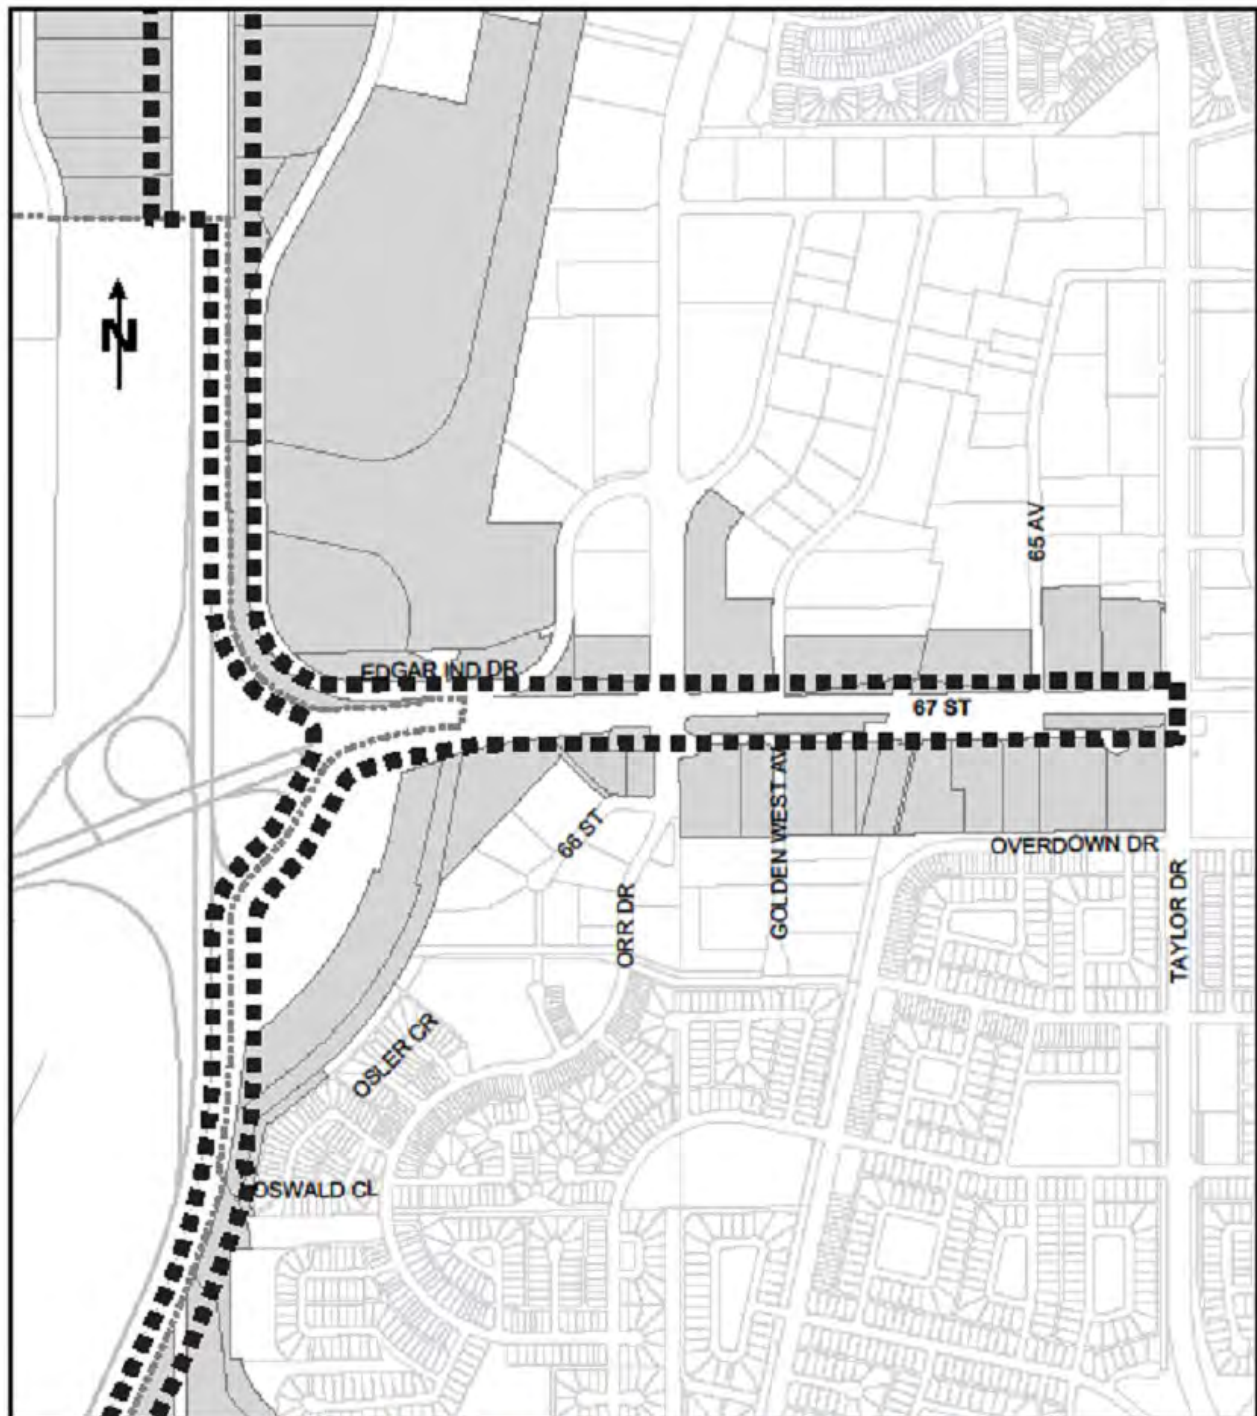 N
65 AV
EDGAR IND DR
67 ST
66 ST
GOLDEN WEST AV
OVERDOWN DR
ORR DR
TAYLOR DR
OSLER CR
OSWALD CL